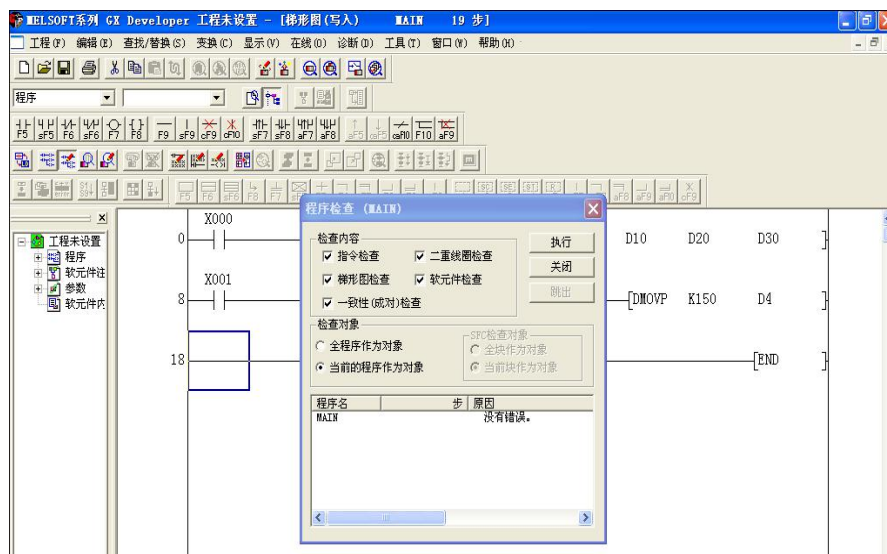 MELSOFT系列 GX Developer 工程未设置 - [梯形图(写入) MAIN 19 步]
工程(F) 编辑(E) 查找/替换(S) 变换(C) 显示(V) 在线(O) 诊断(D) 工具(T) 窗口(W) 帮助(H)
程序
F5 sF5 F6 sF6 F7 F8 F9 sF9 cF9 cF10 sF7 sF8 aF7 aF8 aF5 caF5 caF10 F10 aF9
程序检查 (MAIN)
工程未设置
程序
软元件注
参数
软元件内
0 X000 D10 D20 D30
8 X001 [DMOVP K150 D4 ]
18 [END ]
检查内容
指令检查 二重线圈检查
梯形图检查 软元件检查
一致性(成对)检查
执行
关闭
跳出
检查对象
全程序作为对象
当前的程序作为对象
SFC检查对象
全块作为对象
当前块作为对象
程序名 步 原因
MAIN 没有错误。